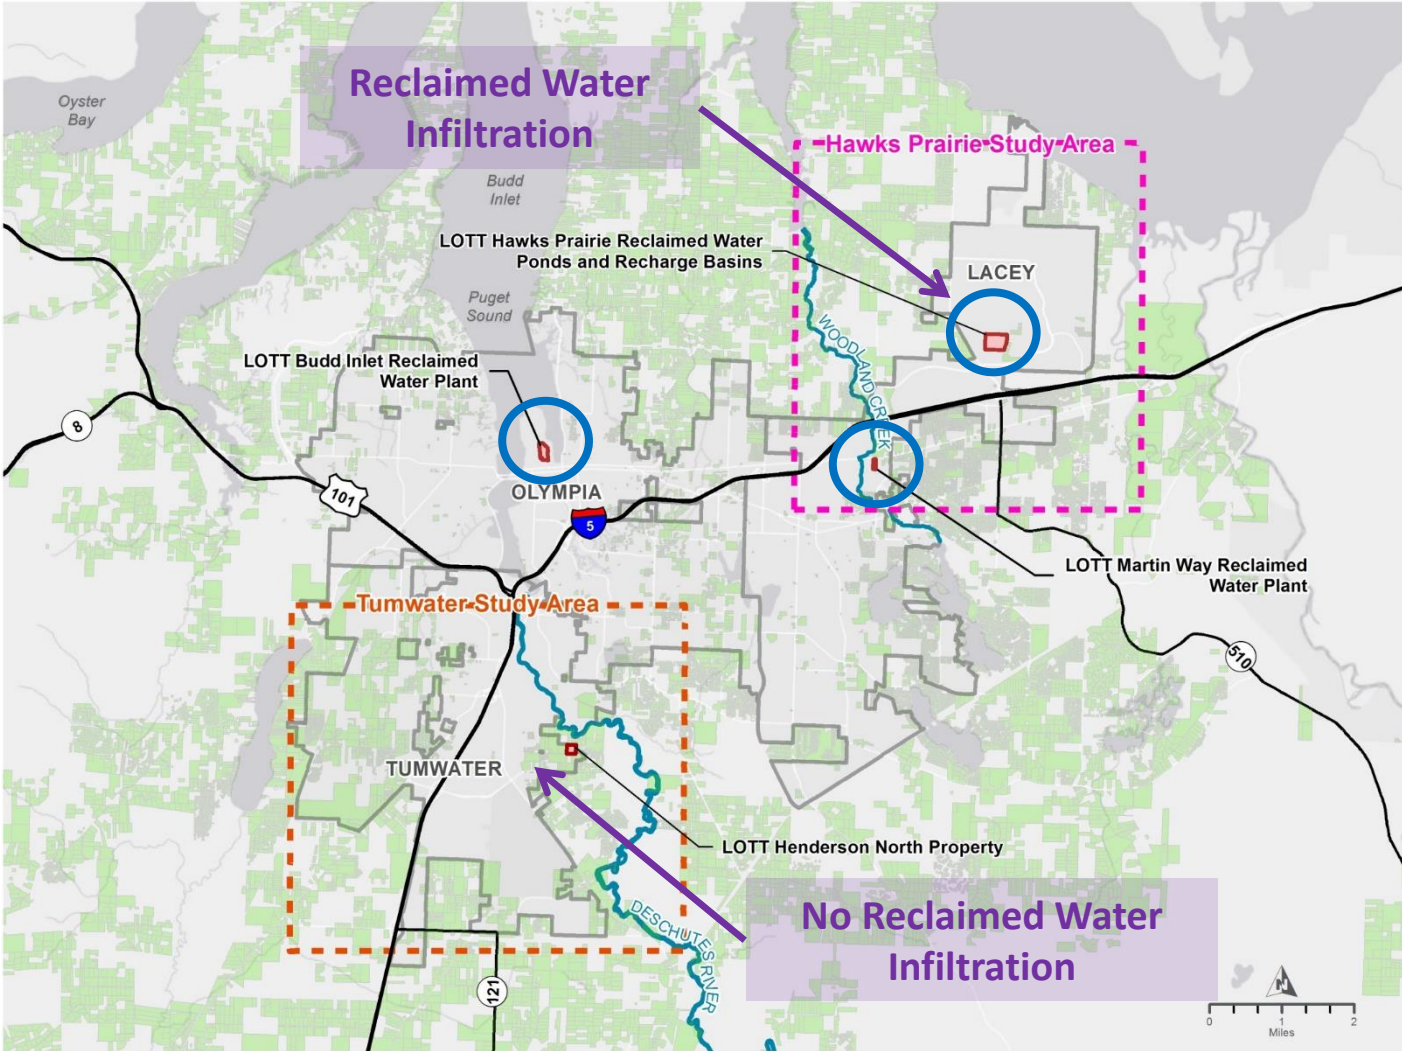 Reclaimed Water
Infiltration
Oyster
Bay
Hawks Prairie Study Area
Budd
Inlet
LOTT Hawks Prairie Reclaimed Water
Ponds and Recharge Basins
LACEY
Puget
Sound
WOODLAND CREEK
LOTT Budd Inlet Reclaimed
Water Plant
8
101
OLYMPIA
5
LOTT Martin Way Reclaimed
Water Plant
Tumwater Study Area
510
TUMWATER
LOTT Henderson North Property
No Reclaimed Water
Infiltration
DESCHUTES RIVER
121
N
0 1 2
Miles